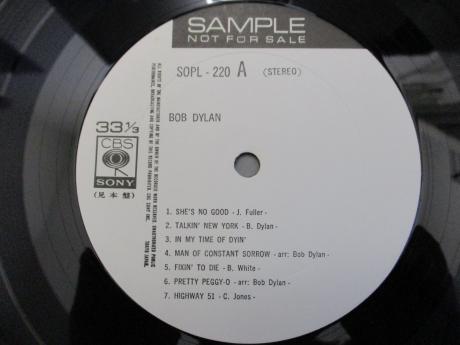 SAMPLE
NOT FOR SALE
SOPL - 220 A (STEREO)
BOB DYLAN
33 1/3
CBS
SONY
(見本盤)
1. SHE'S NO GOOD - J. Fuller -
2. TALKIN' NEW YORK - B. Dylan -
3. IN MY TIME OF DYIN'
4. MAN OF CONSTANT SORROW - arr: Bob Dylan -
5. FIXIN' TO DIE - B. White -
6. PRETTY PEGGY-O - arr: Bob Dylan -
7. HIGHWAY 51 - C. Jones -